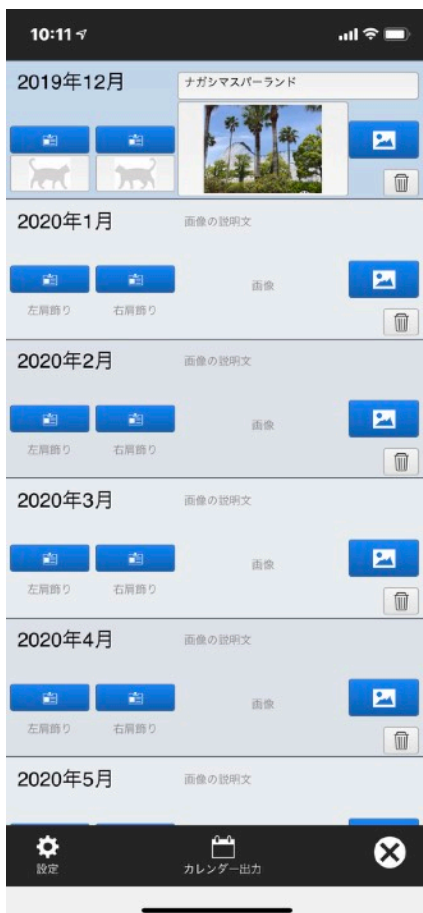 10:11
2019年12月
ナガシマスパーランド
2020年1月
画像の説明文
画像
左肩飾り
右肩飾り
2020年2月
画像の説明文
画像
左肩飾り
右肩飾り
2020年3月
画像の説明文
画像
左肩飾り
右肩飾り
2020年4月
画像の説明文
画像
左肩飾り
右肩飾り
2020年5月
画像の説明文
設定
カレンダー出力